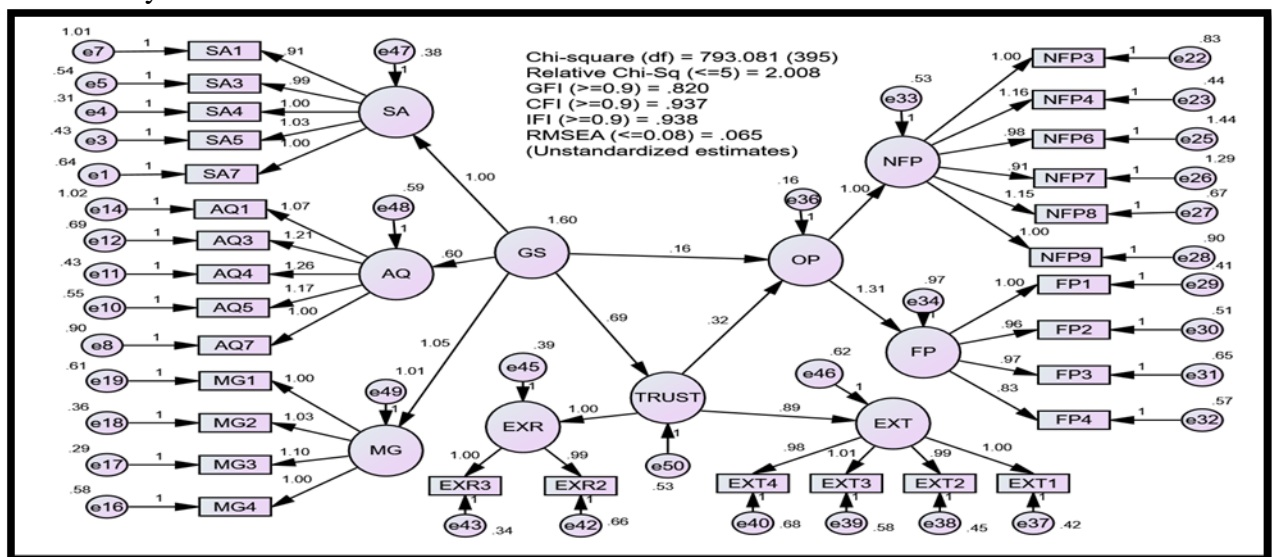 Chi-square (df) = 793.081 (395)
Relative Chi-Sq (<=5) = 2.008
GFI (>=0.9) = .820
CFI (>=0.9) = .937
IFI (>=0.9) = .938
RMSEA (<=0.08) = .065
(Unstandardized estimates)
1.01
e7 1 SA1 .91
.54
e5 1 SA3 .99
.31
e4 1 SA4 1.00
.43
e3 1 SA5 1.03
.64
e1 1 SA7 1.00
e47 .38
1
SA
1.00
1.02
e14 1 AQ1 1.07
.69
e12 1 AQ3 1.21
.43
e11 1 AQ4 1.26
.55
e10 1 AQ5 1.17
.90
e8 1 AQ7 1.00
.59
e48
1
AQ
.60
1.60
GS
.61
e19 1 MG1 1.00
.36
e18 1 MG2 1.03
.29
e17 1 MG3 1.10
.58
e16 1 MG4 1.00
1.01
e49
1
MG
1.05
.16
.69
.32
.39
e45
1
EXR
1.00
TRUST
1
e50
.53
.89
1.00 .99
EXR3 EXR2
1 1
e43 .34 e42 .66
.62
e46
1
EXT
.98 1.01 .99 1.00
EXT4 EXT3 EXT2 EXT1
1 1 1 1
e40 .68 e39 .58 e38 .45 e37 .42
.16
e36
1
OP
1.00
1.31
.53
e33
1
NFP
.83
1.00 NFP3 1 e22
.44
1.16 NFP4 1 e23
1.44
.98 NFP6 1 e25
1.29
.91 NFP7 1 e26
.67
1.15 NFP8 1 e27
.90
1.00 NFP9 1 e28
.97
e34
1
FP
.41
1.00 FP1 1 e29
.51
.96 FP2 1 e30
.65
.97 FP3 1 e31
.57
.83 FP4 1 e32